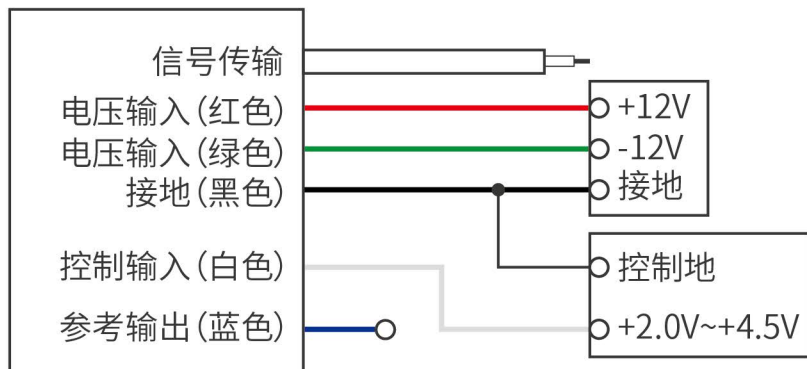 信号传输
电压输入(红色)
+12V
电压输入(绿色)
-12V
接地(黑色)
接地
控制输入(白色)
控制地
参考输出(蓝色)
+2.0V~+4.5V